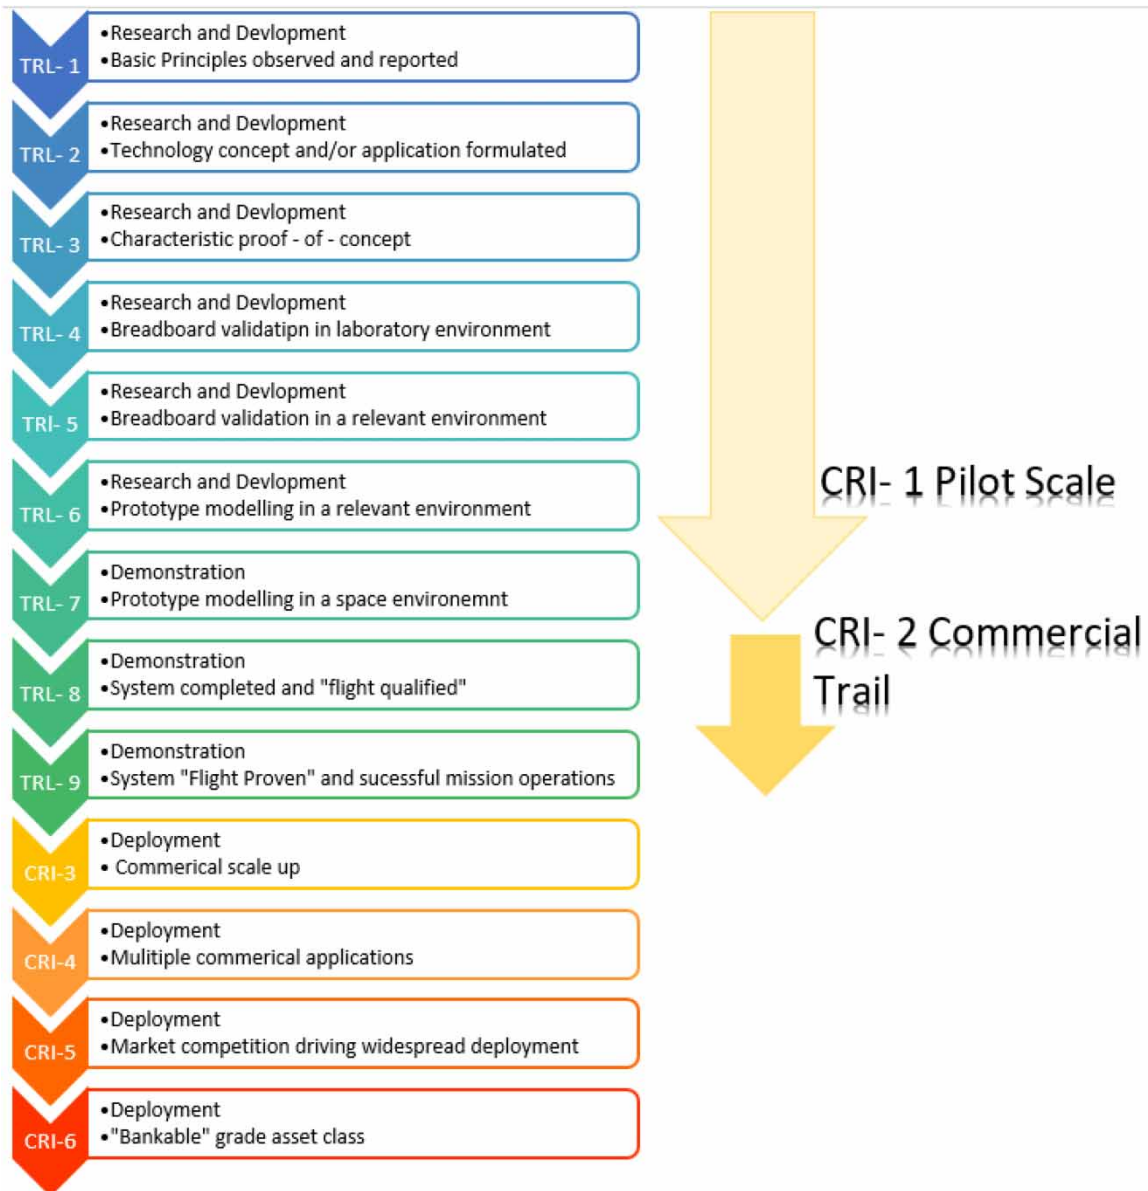 TRL- 1
•Research and Devlopment
•Basic Principles observed and reported
TRL- 2
•Research and Devlopment
•Technology concept and/or application formulated
TRL- 3
•Research and Devlopment
•Characteristic proof - of - concept
TRL- 4
•Research and Devlopment
•Breadboard validatipn in laboratory environment
TRl- 5
•Research and Devlopment
•Breadboard validation in a relevant environment
TRL- 6
•Research and Devlopment
•Prototype modelling in a relevant environment
TRL- 7
•Demonstration
•Prototype modelling in a space environemnt
TRL- 8
•Demonstration
•System completed and "flight qualified"
TRL- 9
•Demonstration
•System "Flight Proven" and sucessful mission operations
CRI-3
•Deployment
• Commerical scale up
CRI-4
•Deployment
•Mulitiple commerical applications
CRI-5
•Deployment
•Market competition driving widespread deployment
CRI-6
•Deployment
•"Bankable" grade asset class
CRI- 1 Pilot Scale
CRI- 2 Commercial
Trail